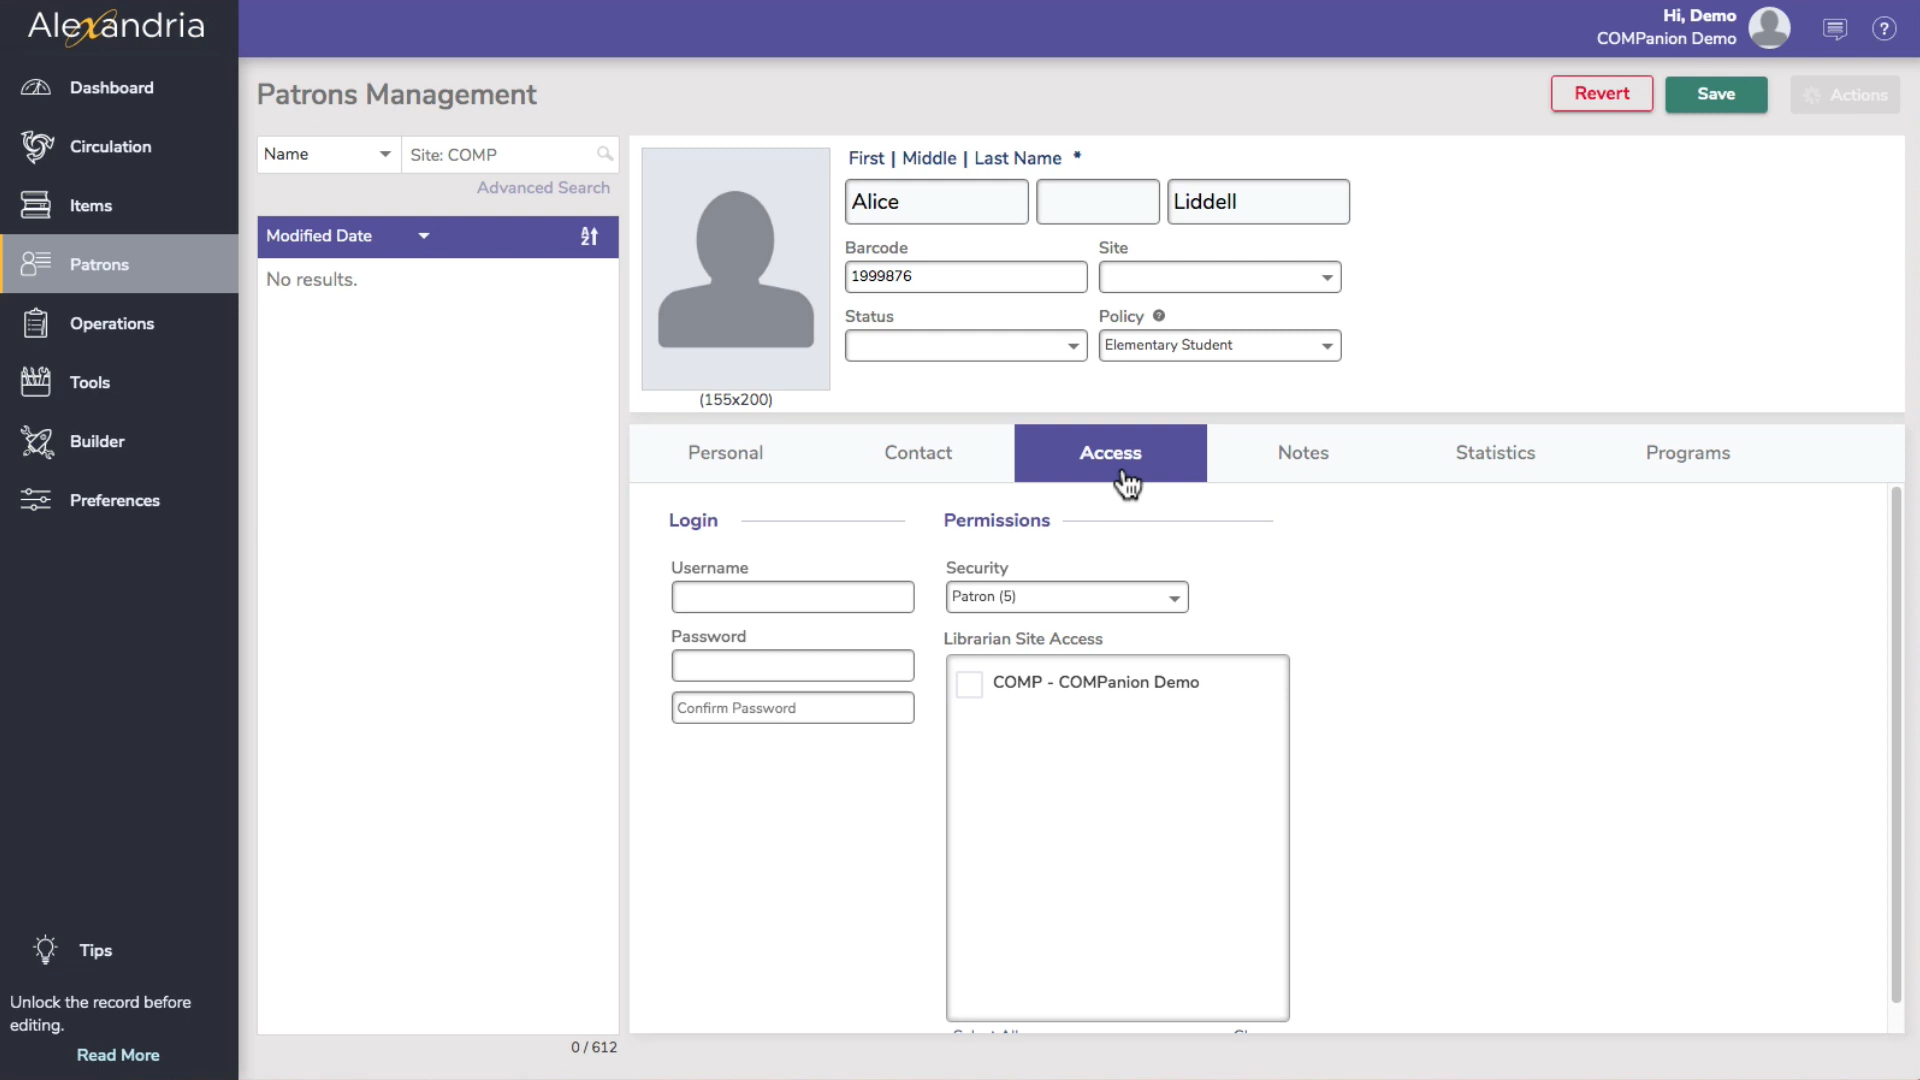 Alexandria
Hi, Demo
COMPanion Demo
Dashboard
Circulation
Items
Patrons
Operations
Tools
Builder
Preferences
Tips
Unlock the record before
editing.
Read More
Patrons Management
Revert
Save
Actions
Name
Site: COMP
Advanced Search
Modified Date
No results.
0 / 612
(155x200)
First | Middle | Last Name *
Alice
Liddell
Barcode
Site
1999876
Status
Policy
Elementary Student
Personal
Contact
Access
Notes
Statistics
Programs
Login
Permissions
Username
Security
Patron (5)
Password
Confirm Password
Librarian Site Access
COMP - COMPanion Demo